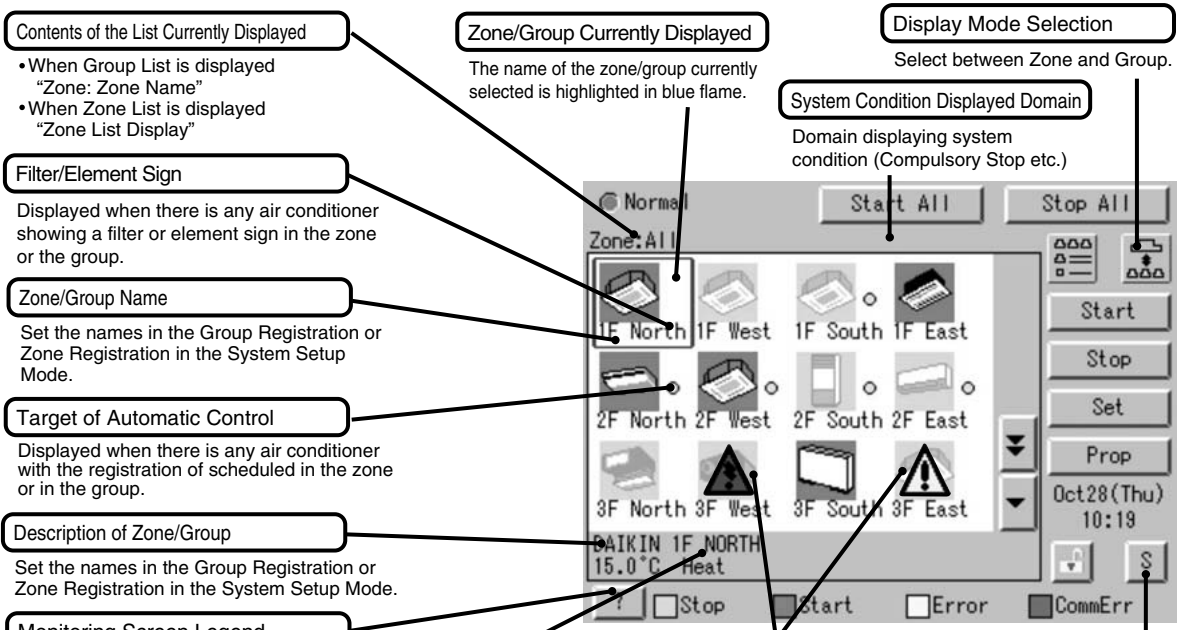 Contents of the List Currently Displayed
• When Group List is displayed
"Zone: Zone Name"
• When Zone List is displayed
"Zone List Display"
Filter/Element Sign
Displayed when there is any air conditioner
showing a filter or element sign in the zone
or the group.
Zone/Group Name
Set the names in the Group Registration or
Zone Registration in the System Setup
Mode.
Target of Automatic Control
Displayed when there is any air conditioner
with the registration of scheduled in the zone
or in the group.
Description of Zone/Group
Set the names in the Group Registration or
Zone Registration in the System Setup Mode.
Monitoring Screen Legend
Zone/Group Currently Displayed
The name of the zone/group currently
selected is highlighted in blue flame.
Display Mode Selection
Select between Zone and Group.
System Condition Displayed Domain
Domain displaying system
condition (Compulsory Stop etc.)
Normal
Start All
Stop All
Zone:All
1F North 1F West 1F South 1F East
2F North 2F West 2F South 2F East
3F North 3F West 3F South 3F East
Start
Stop
Set
Prop
Oct28(Thu)
10:19
DAIKIN 1F NORTH
15.0°C Heat
S
? Stop Start Error CommErr